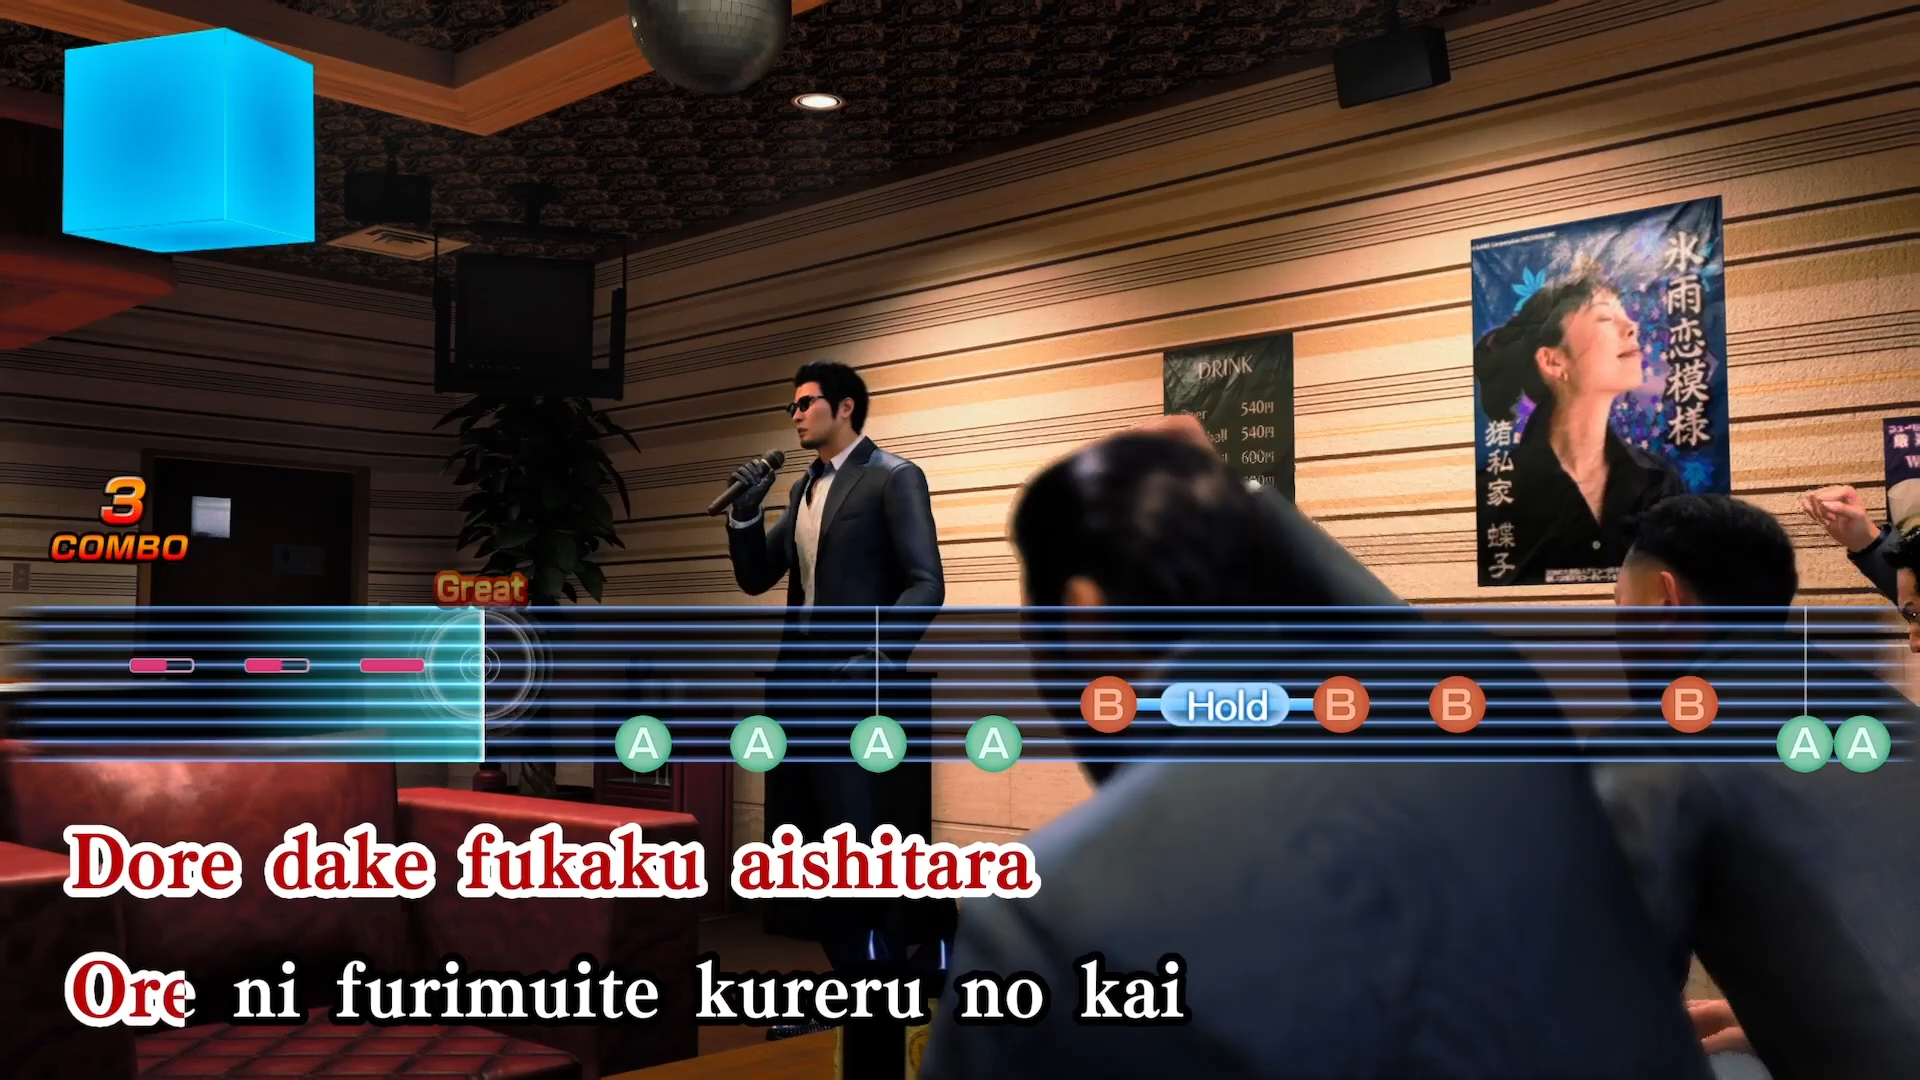 DRINK
540円
540円
600円
氷雨恋模様
猪私家 蝶子
3
COMBO
Great
B Hold B B B
A A A A A A
Dore dake fukaku aishitara
Ore ni furimuite kureru no kai